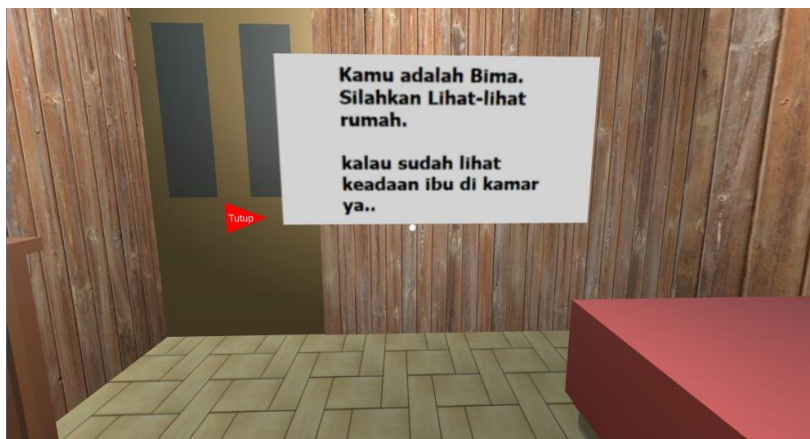 Kamu adalah Bima.
Silahkan Lihat-lihat
rumah.
kalau sudah lihat
keadaan ibu di kamar
ya..
Tutup